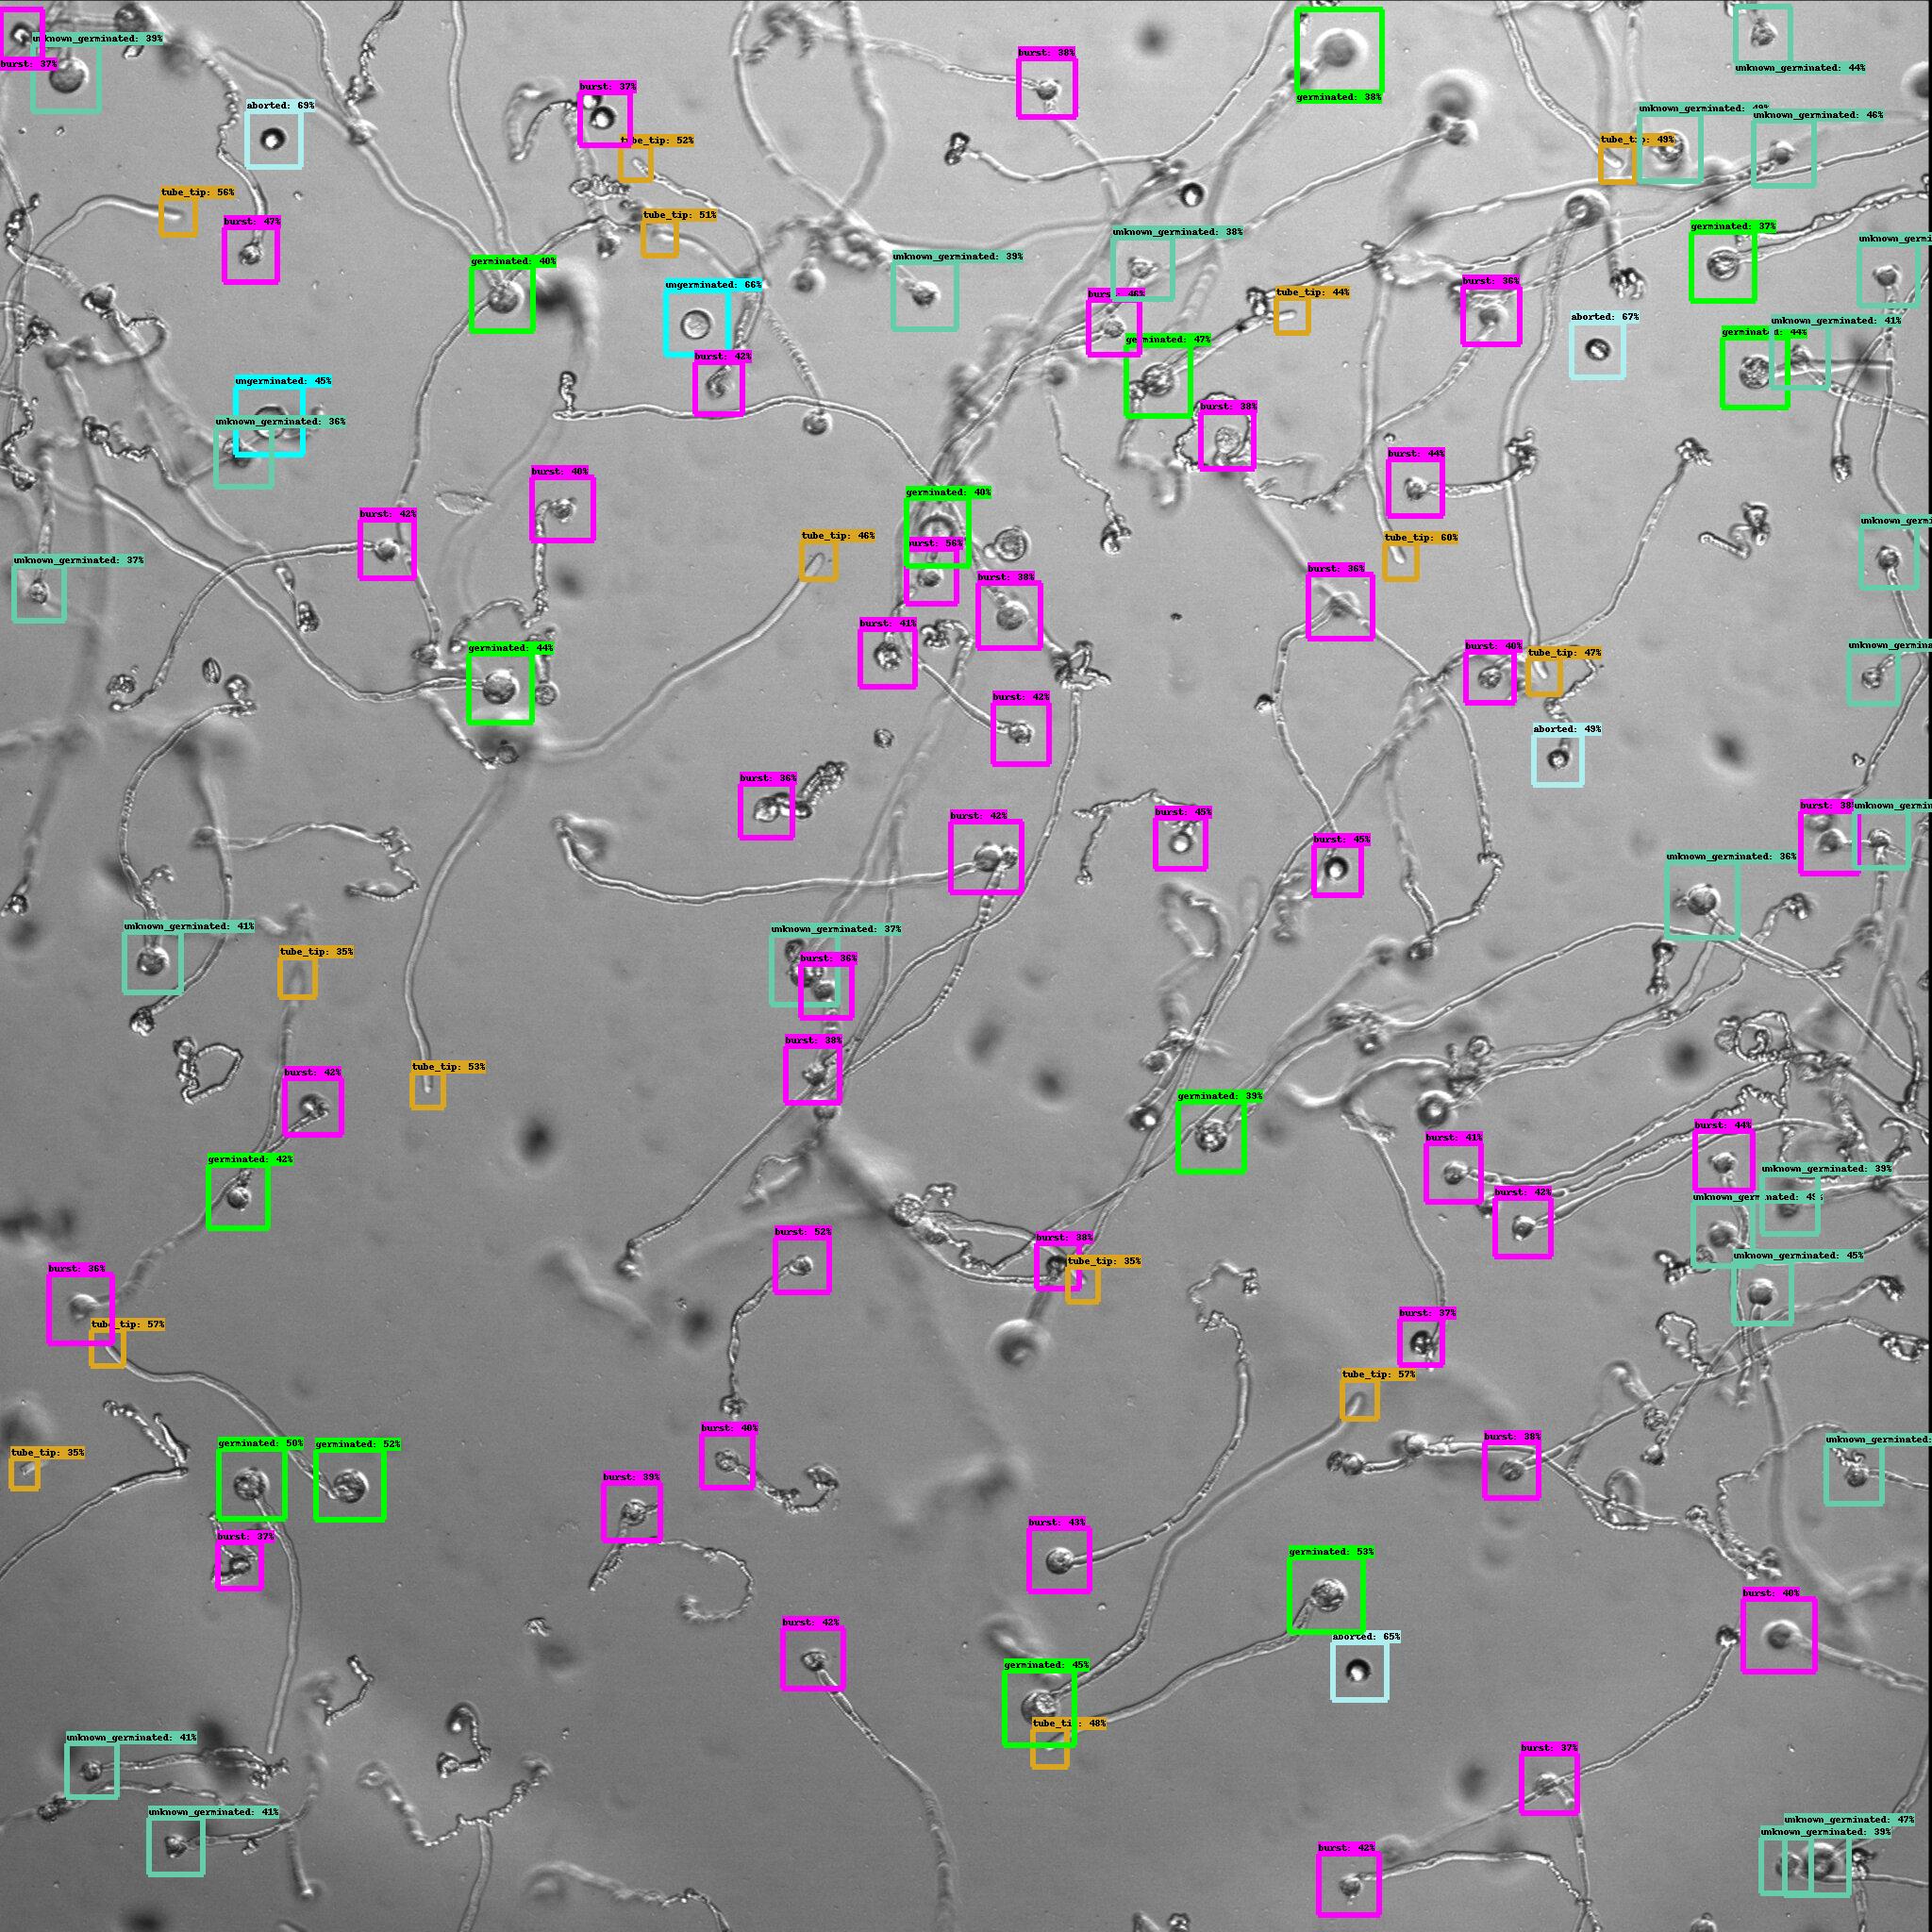 unknown_germinated: 39%
burst: 37%
aborted: 69%
burst: 37%
tube_tip: 52%
burst: 38%
germinated: 38%
unknown_germinated: 44%
unknown_germinated: 46%
tube_tip: 49%
tube_tip: 56%
burst: 47%
tube_tip: 51%
germinated: 40%
ungerminated: 66%
unknown_germinated: 39%
unknown_germinated: 38%
germinated: 37%
burst: 36%
tube_tip: 44%
aborted: 67%
unknown_germinated: 41%
germinated: 47%
burst: 42%
ungerminated: 45%
unknown_germinated: 36%
burst: 38%
burst: 44%
burst: 40%
burst: 42%
germinated: 40%
burst: 56%
tube_tip: 46%
tube_tip: 60%
unknown_germinated: 37%
burst: 38%
burst: 36%
burst: 41%
germinated: 44%
burst: 40%
tube_tip: 47%
burst: 42%
aborted: 49%
burst: 36%
burst: 42%
burst: 45%
burst: 45%
unknown_germinated: 36%
unknown_germinated: 41%
tube_tip: 35%
unknown_germinated: 37%
burst: 36%
burst: 38%
tube_tip: 53%
burst: 42%
germinated: 39%
burst: 44%
burst: 41%
germinated: 42%
unknown_germinated: 39%
burst: 42%
burst: 52%
burst: 38%
tube_tip: 35%
unknown_germinated: 45%
burst: 36%
tube_tip: 57%
burst: 37%
tube_tip: 57%
burst: 40%
burst: 38%
germinated: 50%
germinated: 52%
tube_tip: 35%
unknown_germinated:
burst: 39%
burst: 37%
burst: 43%
germinated: 53%
burst: 40%
burst: 42%
aborted: 65%
germinated: 45%
tube_tip: 48%
unknown_germinated: 41%
burst: 37%
unknown_germinated: 41%
burst: 42%
unknown_germinated: 47%
unknown_germinated: 39%